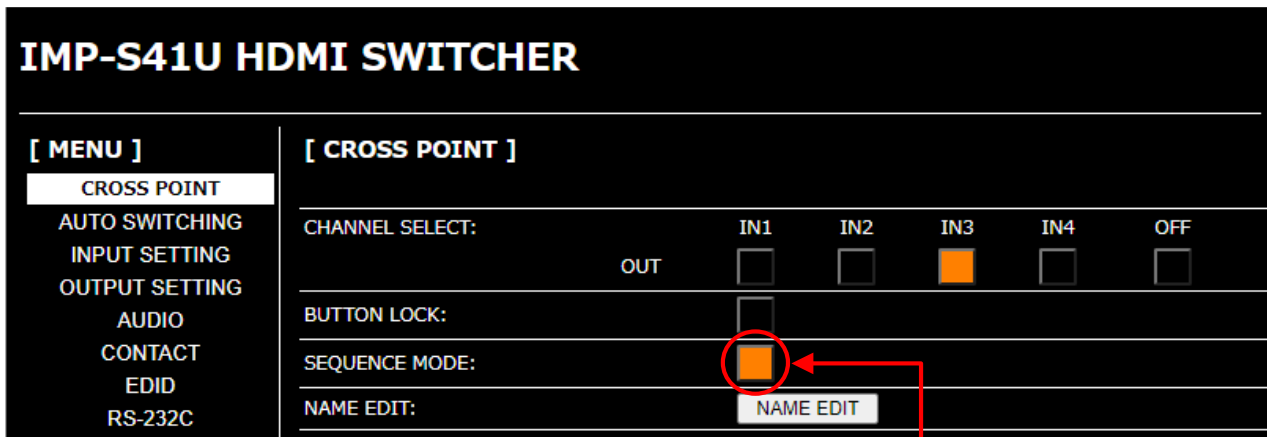 IMP-S41U HDMI SWITCHER
[ MENU ]
CROSS POINT
AUTO SWITCHING
INPUT SETTING
OUTPUT SETTING
AUDIO
CONTACT
EDID
RS-232C
[ CROSS POINT ]
CHANNEL SELECT: IN1 IN2 IN3 IN4 OFF
OUT
BUTTON LOCK:
SEQUENCE MODE:
NAME EDIT: NAME EDIT